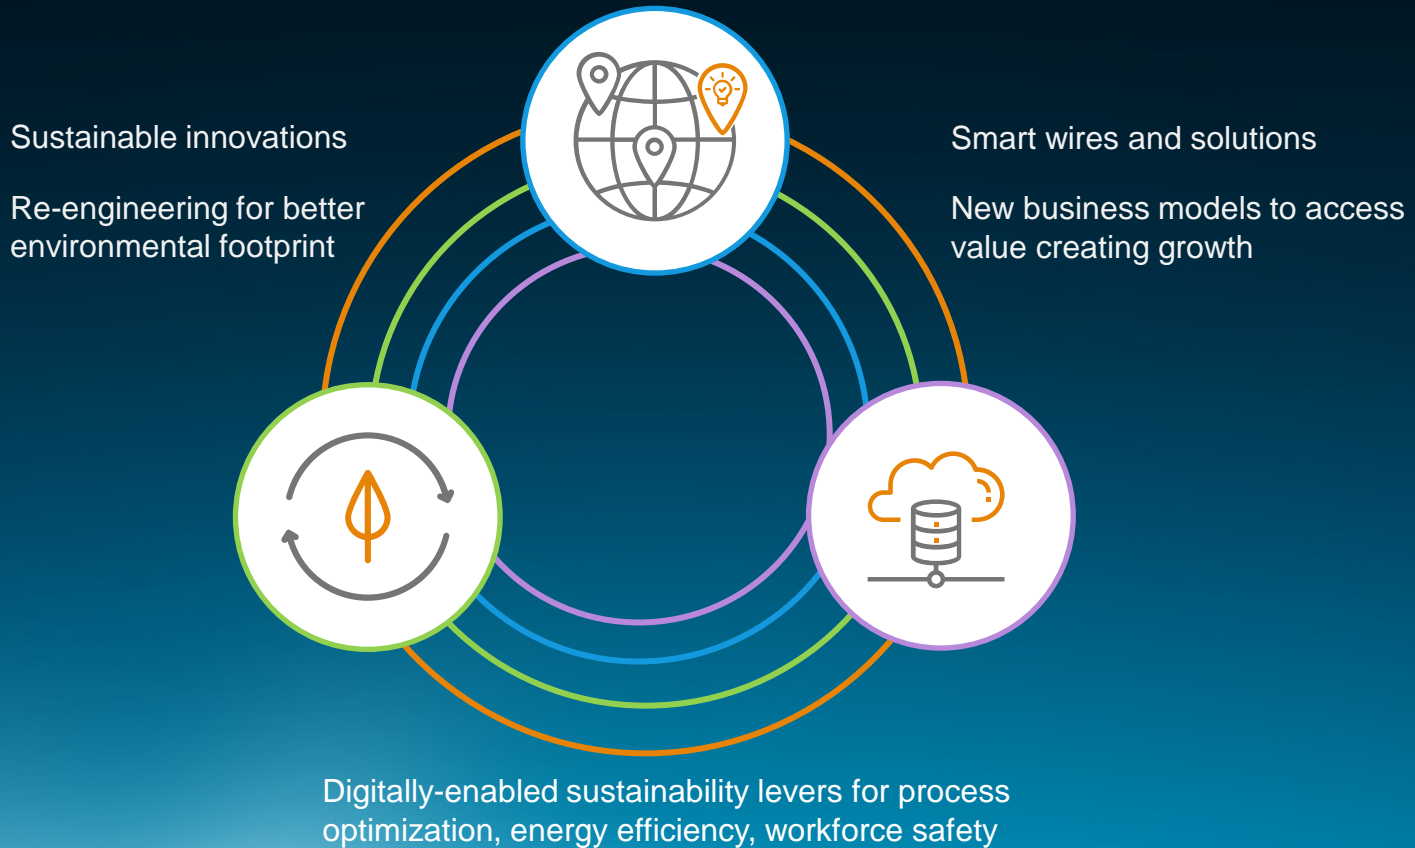 Sustainable innovations
Re-engineering for better
environmental footprint
Smart wires and solutions
New business models to access
value creating growth
Digitally-enabled sustainability levers for process
optimization, energy efficiency, workforce safety